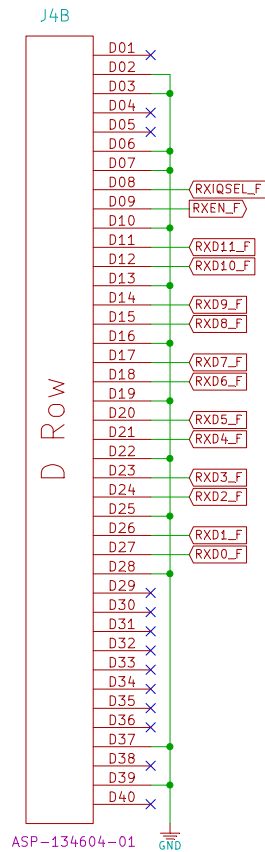 J4B
D01
D02
D03
D04
D05
D06
D07
D08 RXIQSEL_F
D09 RXEN_F
D10
D11 RXD11_F
D12 RXD10_F
D13
D14 RXD9_F
D15 RXD8_F
D16
D17 RXD7_F
D18 RXD6_F
D19
D20 RXD5_F
D21 RXD4_F
D22
D23 RXD3_F
D24 RXD2_F
D25
D26 RXD1_F
D27 RXD0_F
D28
D29
D30
D31
D32
D33
D34
D35
D36
D37
D38
D39
D40
D Row
ASP-134604-01
GND